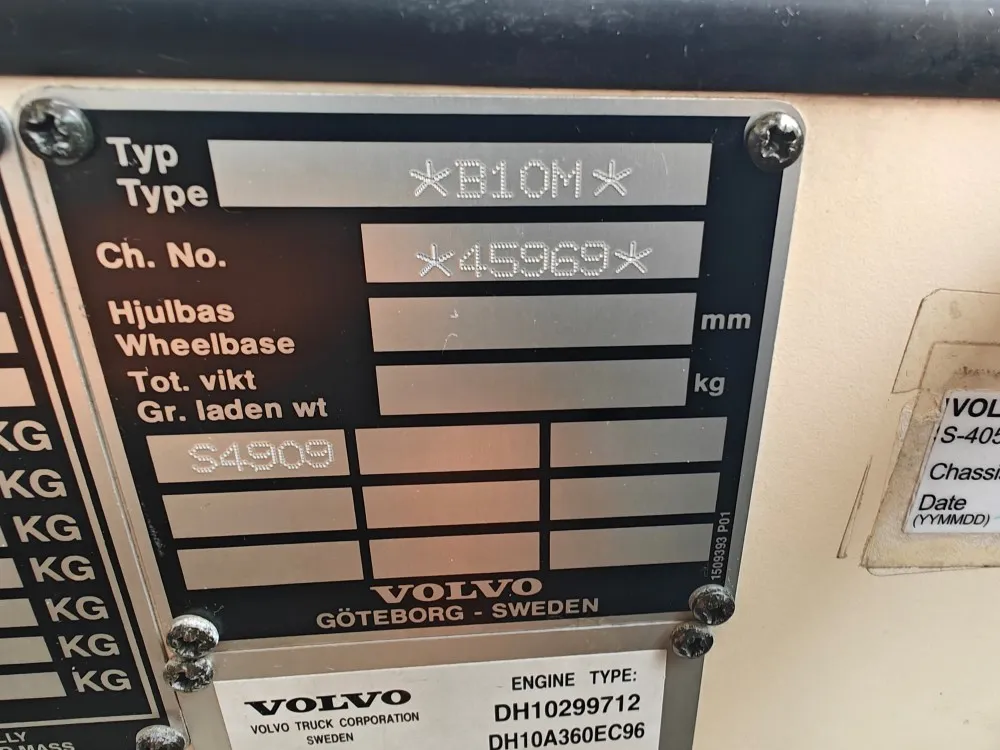 Typ
Type
*B10M*
Ch. No.
*45969*
Hjulbas
Wheelbase
mm
Tot. vikt
Gr. laden wt
kg
S4909
1509393 P01
VOLVO
GÖTEBORG - SWEDEN
VOLVO
VOLVO TRUCK CORPORATION
SWEDEN
ENGINE TYPE:
DH10299712
DH10A360EC96
KG
KG
KG
KG
KG
KG
KG
MASS
VOL
S-405
Chassi
Date
(YYMMDD)